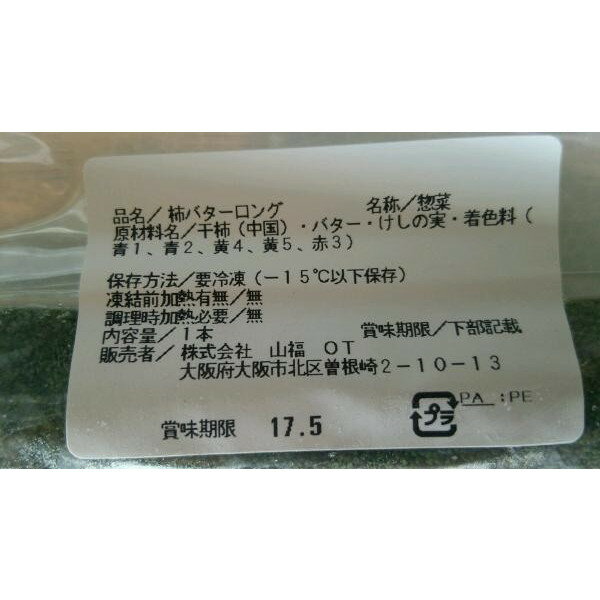 品名／柿バターロング　　名称／惣菜
原材料名／干柿（中国）・バター・けしの実・着色料（
青１、青２、黄４、黄５、赤３）
保存方法／要冷凍（－１５℃以下保存）
凍結前加熱有無／無
調理時加熱必要／無
内容量／１本　　賞味期限／下部記載
販売者／株式会社　山福　ＯＴ
大阪府大阪市北区曽根崎２－１０－１３
プラ PA :PE
賞味期限　17.5